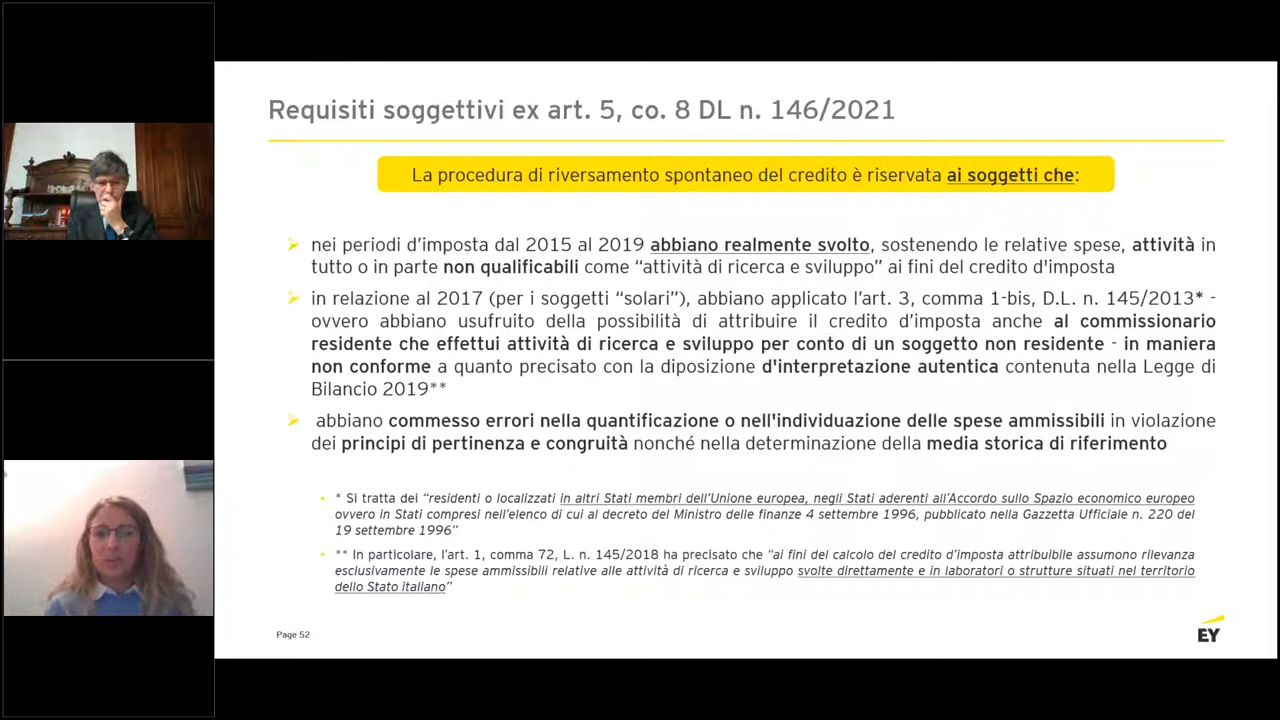 Requisiti soggettivi ex art. 5, co. 8 DL n. 146/2021
La procedura di riversamento spontaneo del credito è riservata ai soggetti che:
nei periodi d’imposta dal 2015 al 2019 abbiano realmente svolto, sostenendo le relative spese, attività in
tutto o in parte non qualificabili come “attività di ricerca e sviluppo” ai fini del credito d'imposta
in relazione al 2017 (per i soggetti “solari”), abbiano applicato l’art. 3, comma 1-bis, D.L. n. 145/2013* -
ovvero abbiano usufruito della possibilità di attribuire il credito d’imposta anche al commissionario
residente che effettui attività di ricerca e sviluppo per conto di un soggetto non residente - in maniera
non conforme a quanto precisato con la diposizione d'interpretazione autentica contenuta nella Legge di
Bilancio 2019**
abbiano commesso errori nella quantificazione o nell'individuazione delle spese ammissibili in violazione
dei principi di pertinenza e congruità nonché nella determinazione della media storica di riferimento
* Si tratta dei “residenti o localizzati in altri Stati membri dell’Unione europea, negli Stati aderenti all’Accordo sullo Spazio economico europeo
ovvero in Stati compresi nell’elenco di cui al decreto del Ministro delle finanze 4 settembre 1996, pubblicato nella Gazzetta Ufficiale n. 220 del
19 settembre 1996”
** In particolare, l’art. 1, comma 72, L. n. 145/2018 ha precisato che “ai fini del calcolo del credito d’imposta attribuibile assumono rilevanza
esclusivamente le spese ammissibili relative alle attività di ricerca e sviluppo svolte direttamente e in laboratori o strutture situati nel territorio
dello Stato italiano”
Page 52
EY